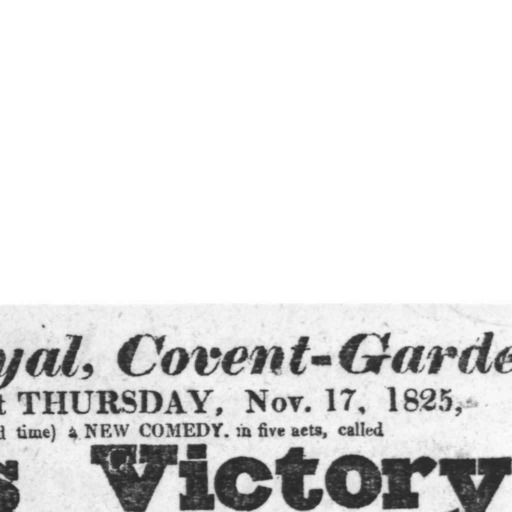 yal, Covent-Garde
t THURSDAY, Nov. 17, 1825,
d time) a NEW COMEDY. in five acts, called
s Victory